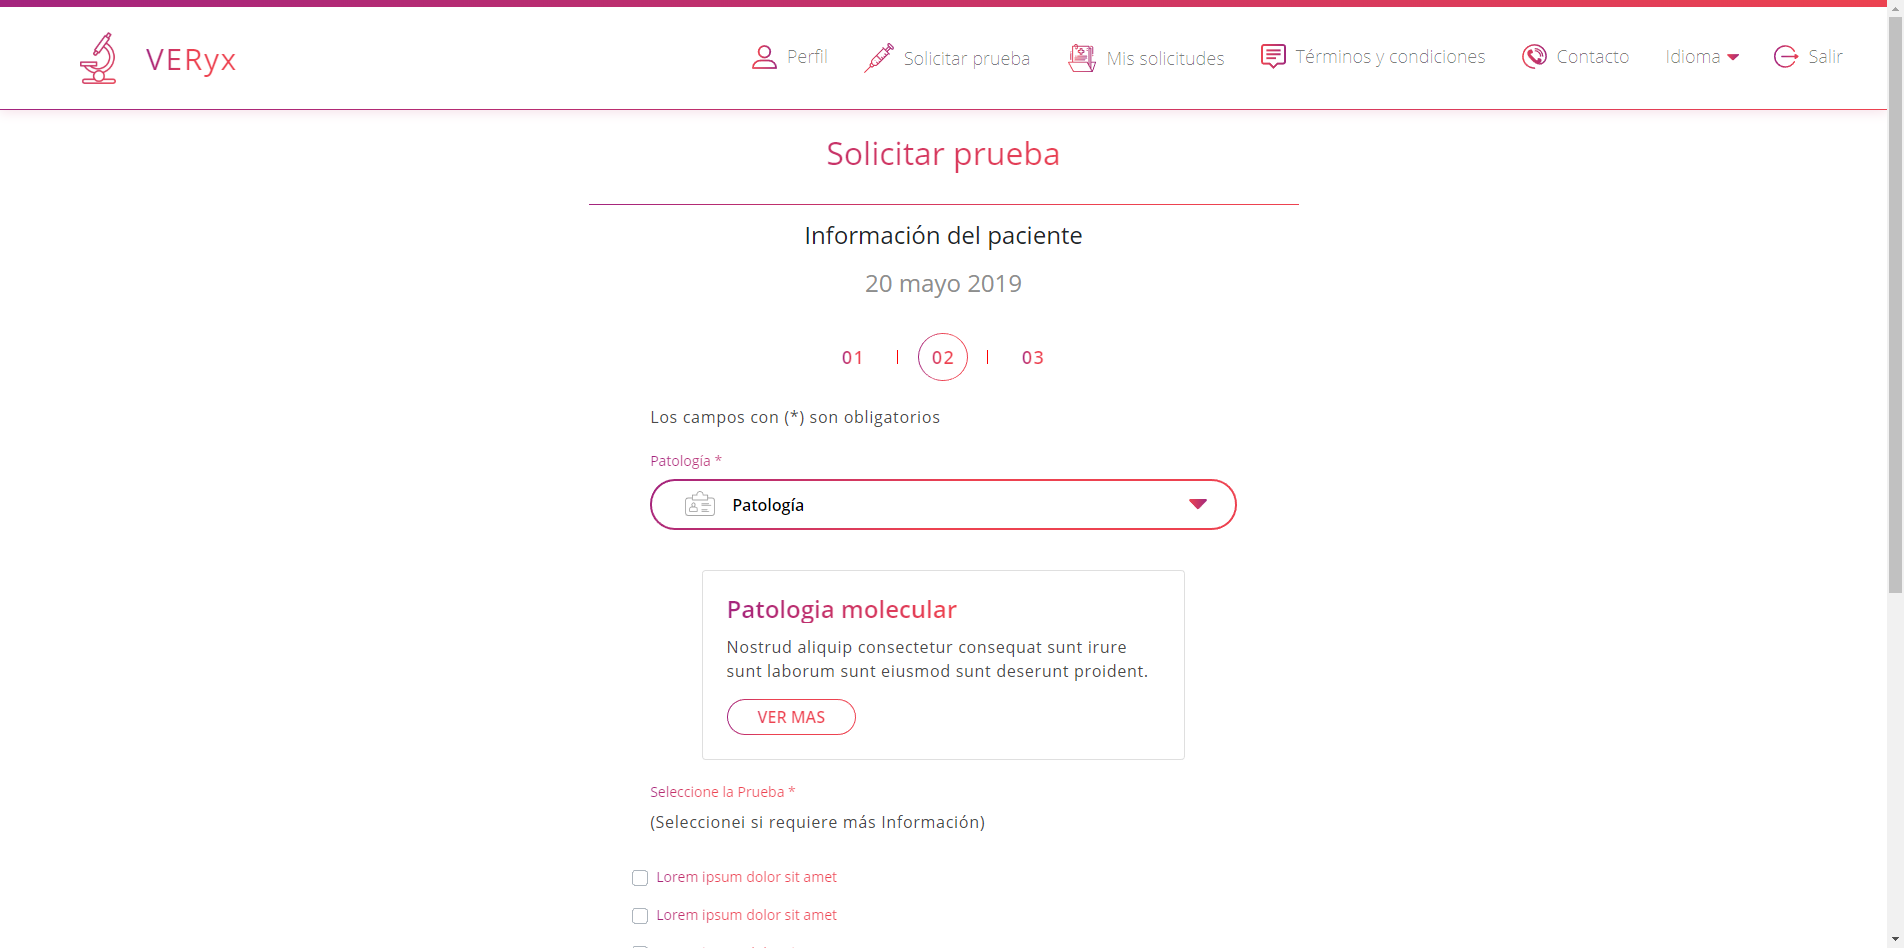 VERyx
Perfil
Solicitar prueba
Mis solicitudes
Términos y condiciones
Contacto
Idioma
Salir
Solicitar prueba
Información del paciente
20 mayo 2019
01 | 02 | 03
Los campos con (*) son obligatorios
Patología *
Patología
Patologia molecular
Nostrud aliquip consectetur consequat sunt irure
sunt laborum sunt eiusmod sunt deserunt proident.
VER MAS
Seleccione la Prueba *
(Seleccionei si requiere más Información)
Lorem ipsum dolor sit amet
Lorem ipsum dolor sit amet